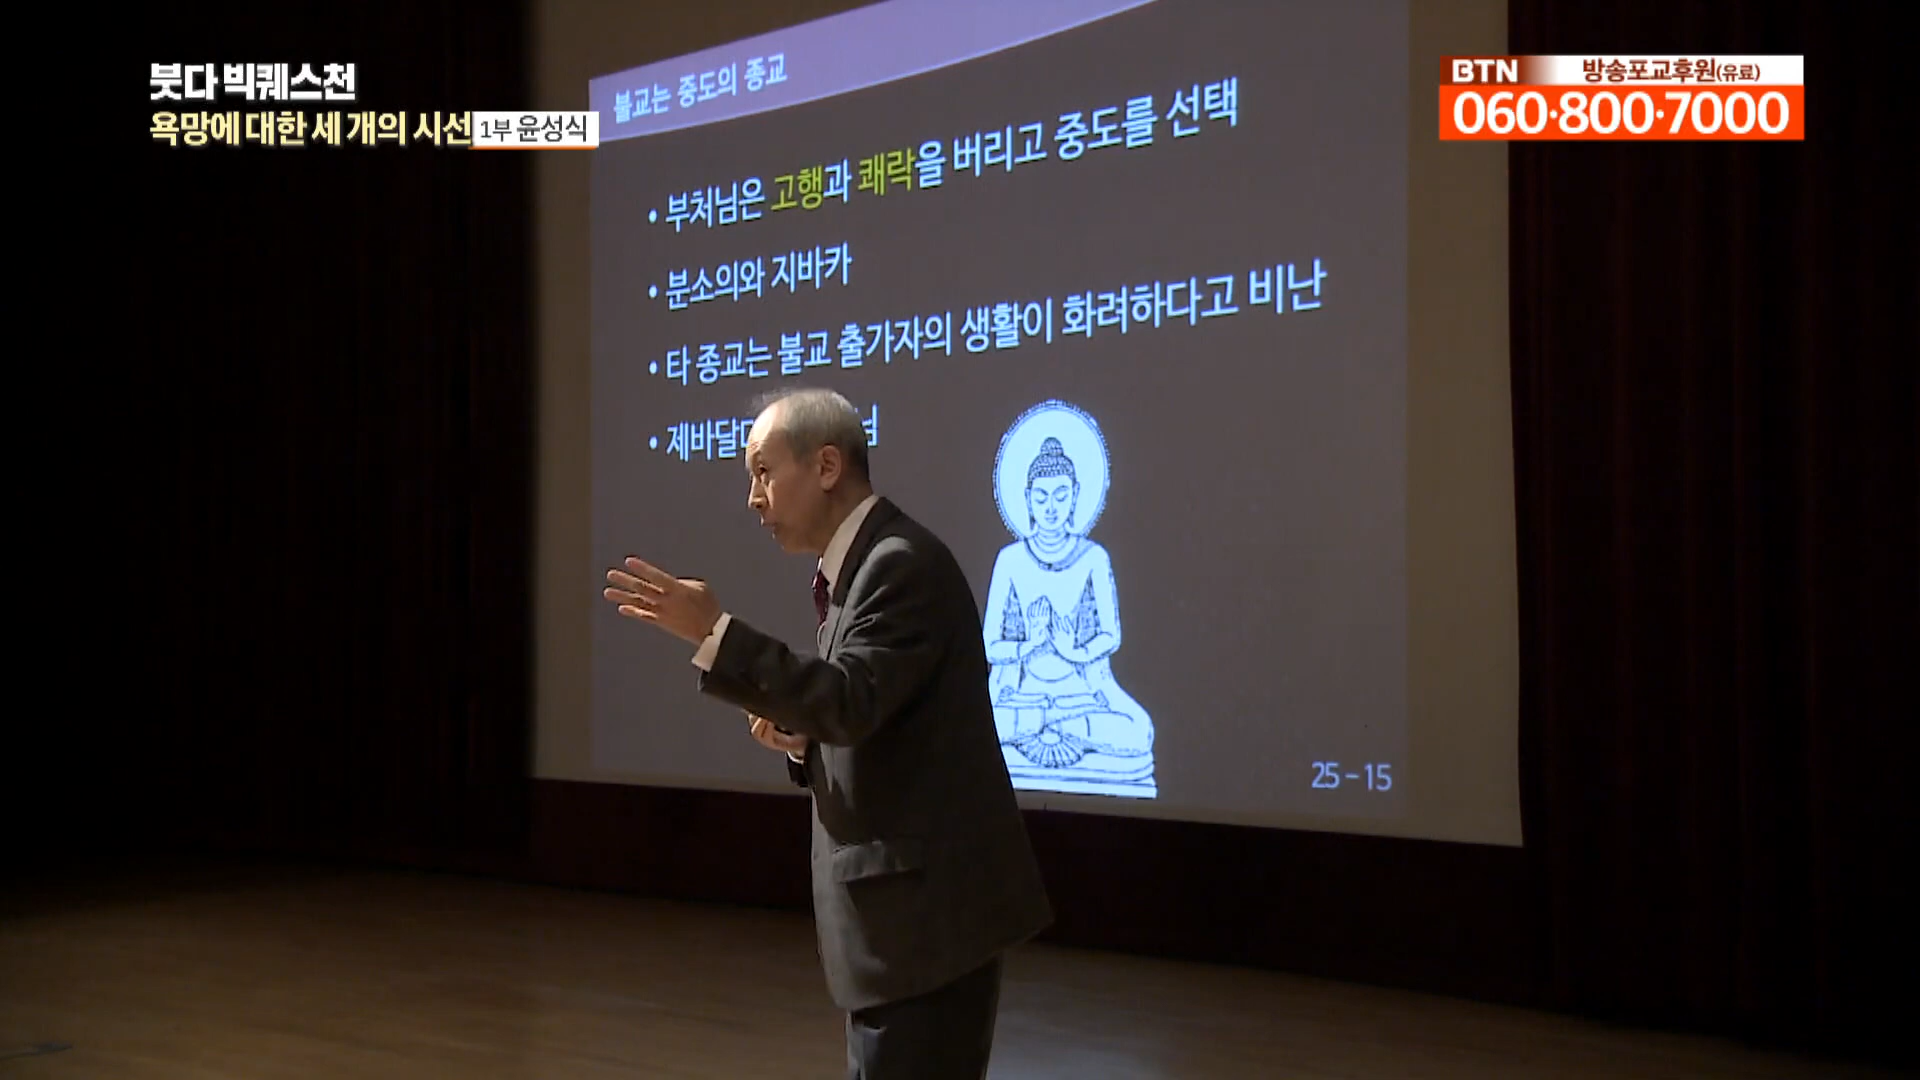 붓다 빅퀘스천
욕망에 대한 세 개의 시선 1부 윤성식
BTN 방송포교후원(유료)
060·800·7000
불교는 중도의 종교
• 부처님은 고행과 쾌락을 버리고 중도를 선택
• 분소의와 지바카
• 타 종교는 불교 출가자의 생활이 화려하다고 비난
• 제바달
25-15